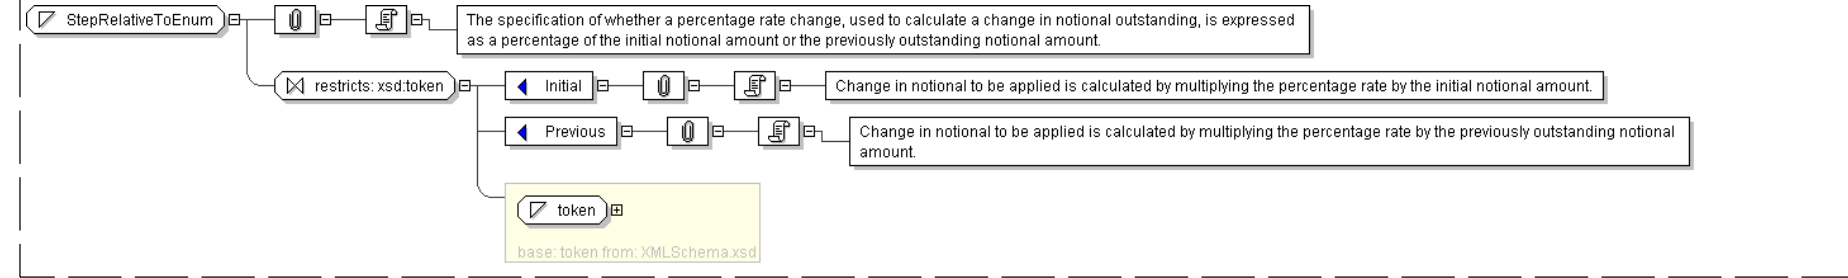 StepRelativeToEnum
The specification of whether a percentage rate change, used to calculate a change in notional outstanding, is expressed
as a percentage of the initial notional amount or the previously outstanding notional amount.
restricts: xsd:token
Initial
Change in notional to be applied is calculated by multiplying the percentage rate by the initial notional amount.
Previous
Change in notional to be applied is calculated by multiplying the percentage rate by the previously outstanding notional
amount.
token
base: token from: XMLSchema.xsd